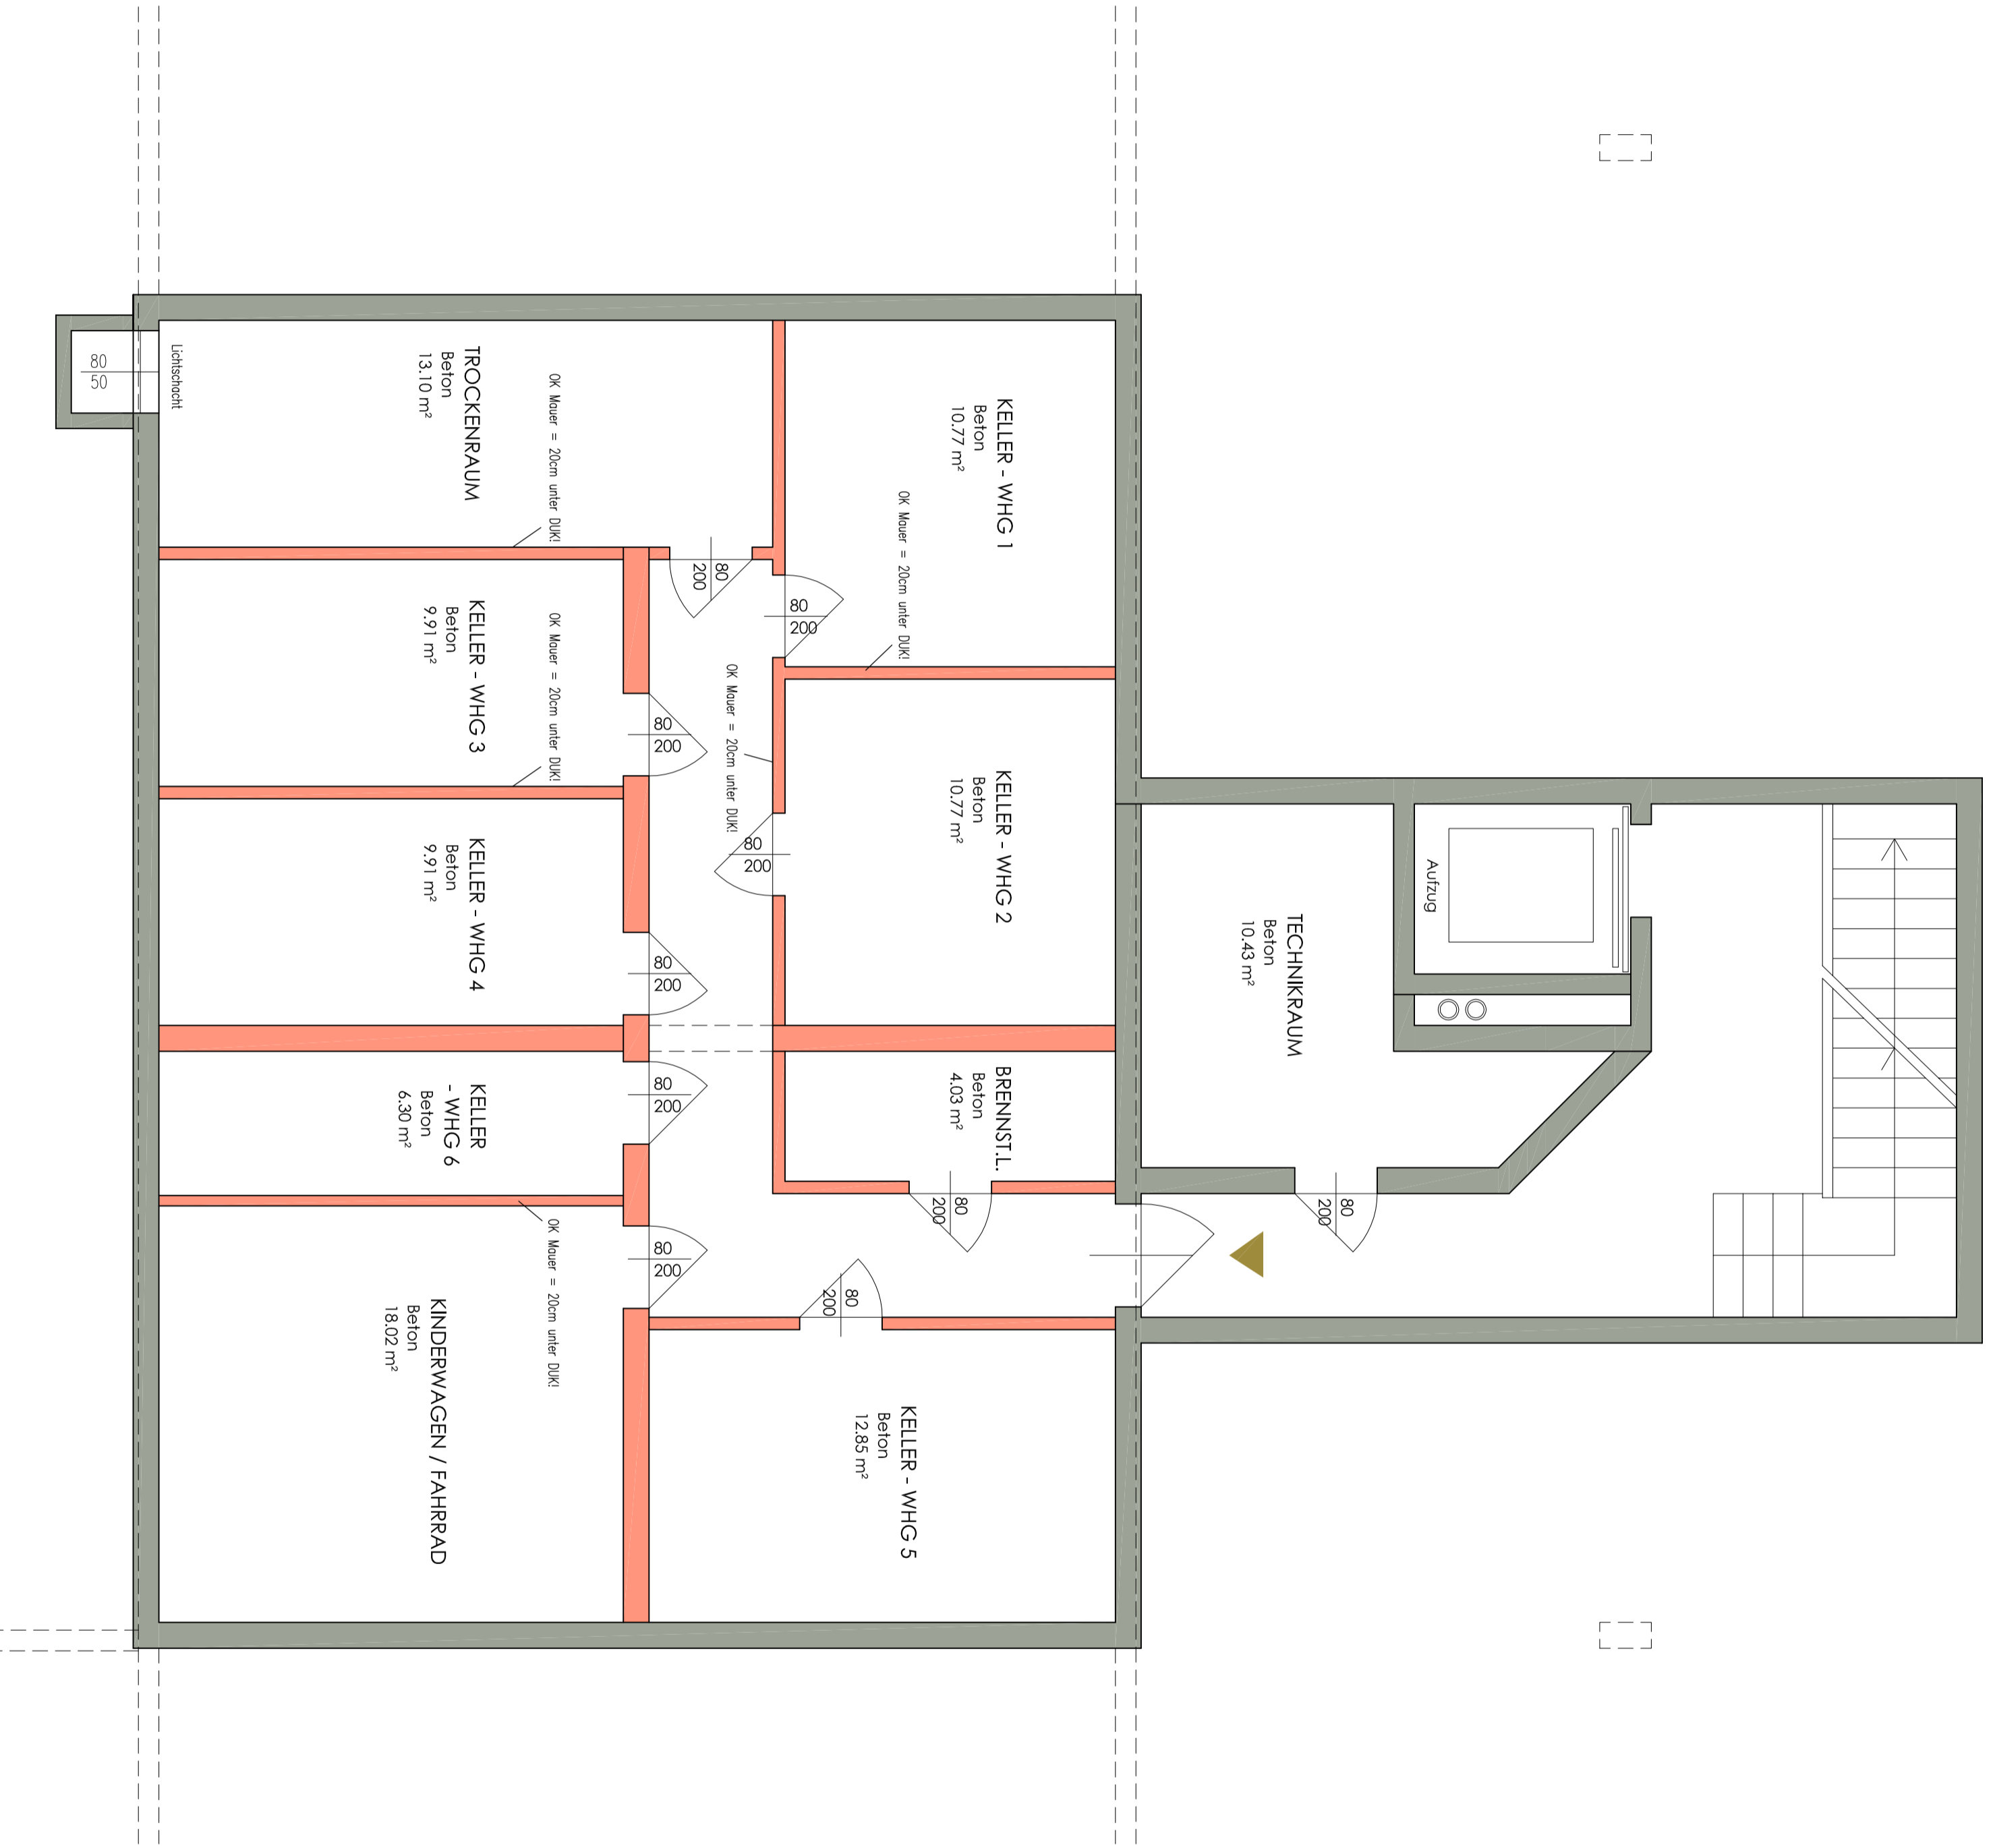 Lichtschacht
80
50
TROCKENRAUM
Beton
13.10 m²
OK Mauer = 20cm unter DUK!
KELLER - WHG 1
Beton
10.77 m²
OK Mauer = 20cm unter DUK!
80
200
80
200
KELLER - WHG 3
Beton
9.91 m²
OK Mauer = 20cm unter DUK!
80
200
OK Mauer = 20cm unter DUK!
KELLER - WHG 2
Beton
10.77 m²
80
200
KELLER - WHG 4
Beton
9.91 m²
80
200
Aufzug
TECHNIKRAUM
Beton
10.43 m²
80
200
KELLER
- WHG 6
Beton
6.30 m²
80
200
BRENNST.L.
Beton
4.03 m²
80
200
OK Mauer = 20cm unter DUK!
80
200
KINDERWAGEN / FAHRRAD
Beton
18.02 m²
80
200
KELLER - WHG 5
Beton
12.85 m²